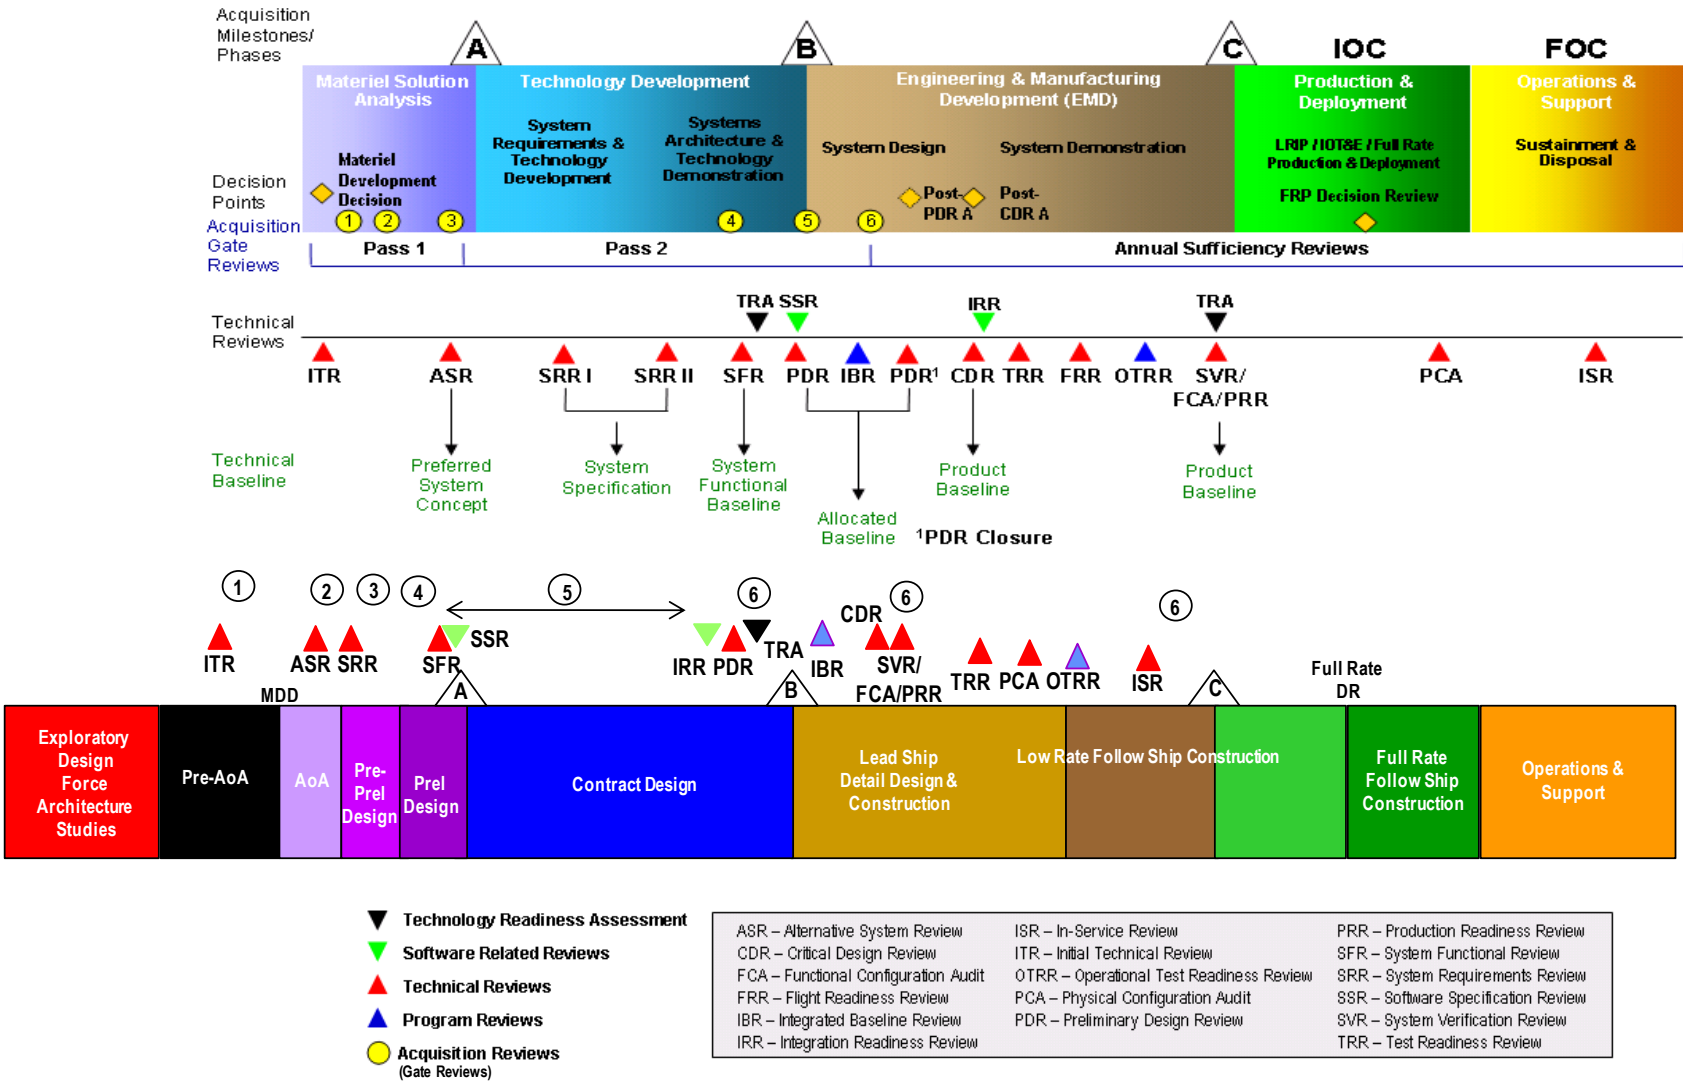 Acquisition
Milestones/
Phases
A
B
C
IOC
FOC
Materiel Solution
Analysis
Technology Development
Engineering & Manufacturing
Development (EMD)
Production &
Deployment
Operations &
Support
System
Requirements &
Technology
Development
Systems
Architecture &
Technology
Demonstration
System Design
System Demonstration
LRIP / IOT&E / Full Rate
Production & Deployment
Sustainment &
Disposal
Decision
Points
Materiel
Development
Decision
Post-
PDR A
Post-
CDR A
FRP Decision Review
Acquisition
Gate
Reviews
1
2
3
4
5
6
Pass 1
Pass 2
Annual Sufficiency Reviews
Technical
Reviews
TRA
SSR
IRR
TRA
ITR
ASR
SRR I
SRR II
SFR
PDR
IBR
PDR¹
CDR
TRR
FRR
OTRR
SVR/
FCA/PRR
PCA
ISR
Technical
Baseline
Preferred
System
Concept
System
Specification
System
Functional
Baseline
Allocated
Baseline
Product
Baseline
Product
Baseline
¹PDR Closure
1
2
3
4
5
6
6
6
ITR
ASR
SRR
SFR
SSR
IRR
PDR
TRA
IBR
CDR
SVR/
FCA/PRR
TRR
PCA
OTRR
ISR
MDD
A
B
C
Full Rate
DR
Exploratory
Design
Force
Architecture
Studies
Pre-AoA
AoA
Pre-
Prel
Design
Prel
Design
Contract Design
Lead Ship
Detail Design &
Construction
Low Rate Follow Ship Construction
Full Rate
Follow Ship
Construction
Operations &
Support
Technology Readiness Assessment
Software Related Reviews
Technical Reviews
Program Reviews
Acquisition Reviews
(Gate Reviews)
ASR – Alternative System Review
CDR – Critical Design Review
FCA – Functional Configuration Audit
FRR – Flight Readiness Review
IBR – Integrated Baseline Review
IRR – Integration Readiness Review
ISR – In-Service Review
ITR – Initial Technical Review
OTRR – Operational Test Readiness Review
PCA – Physical Configuration Audit
PDR – Preliminary Design Review
PRR – Production Readiness Review
SFR – System Functional Review
SRR – System Requirements Review
SSR – Software Specification Review
SVR – System Verification Review
TRR – Test Readiness Review